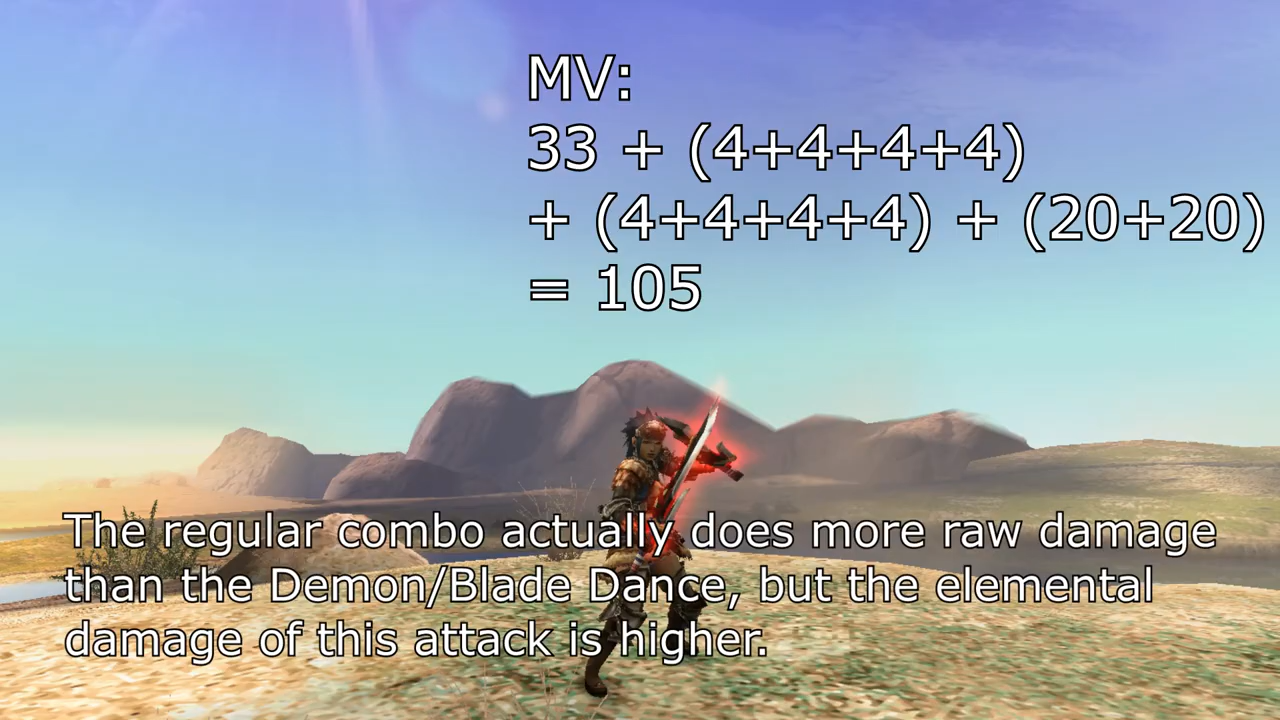 MV:
33 + (4+4+4+4)
+ (4+4+4+4) + (20+20)
= 105
The regular combo actually does more raw damage
than the Demon/Blade Dance, but the elemental
damage of this attack is higher.